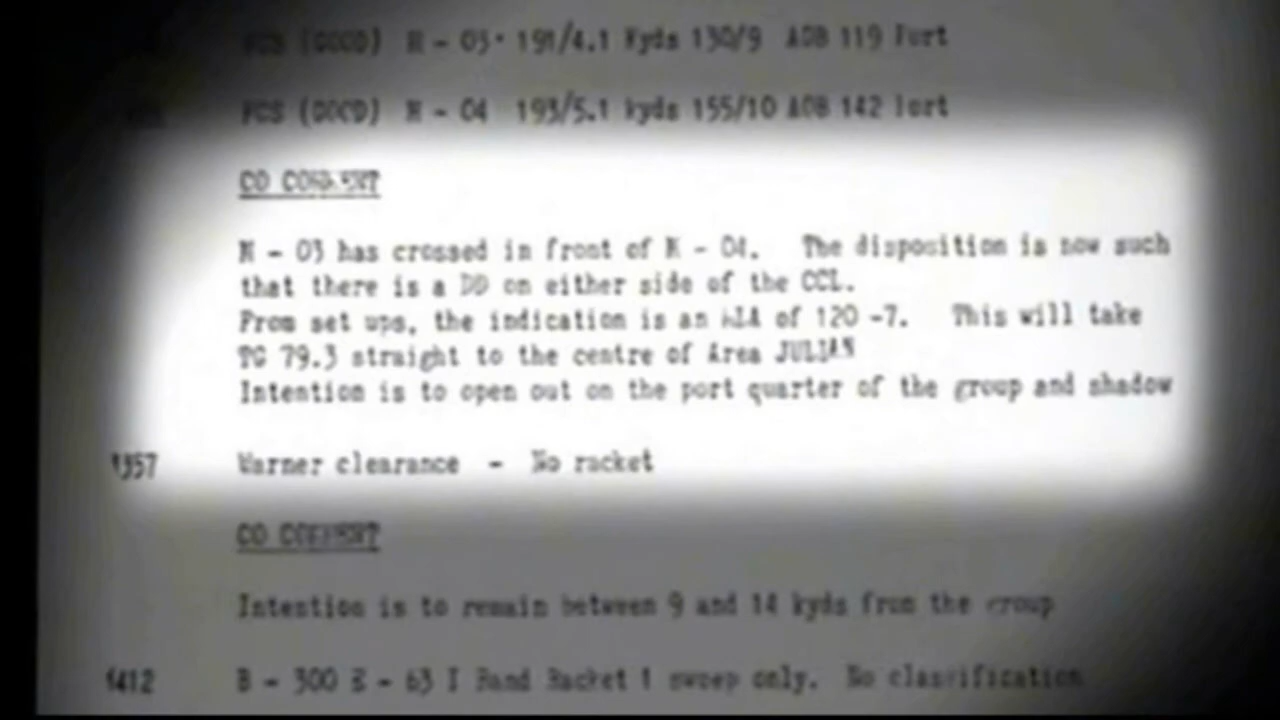 FCS (GOOD) M - 03 191/4.1 Kyds 130/9 AOB 119 Port
FCS (GOOD) M - 04 193/5.1 kyds 155/10 AOB 142 Port
CO COMMENT
M - 03 has crossed in front of M - 04. The disposition is now such
that there is a DD on either side of the CCL.
From set ups, the indication is an MLA of 120 -7. This will take
TG 79.3 straight to the centre of Area JULIAN
Intention is to open out on the port quarter of the group and shadow
1357 Warner clearance - No racket
CO COMMENT
Intention is to remain between 9 and 14 kyds from the group
1412 B - 300 - 63 I Band Racket 1 sweep only. No classification